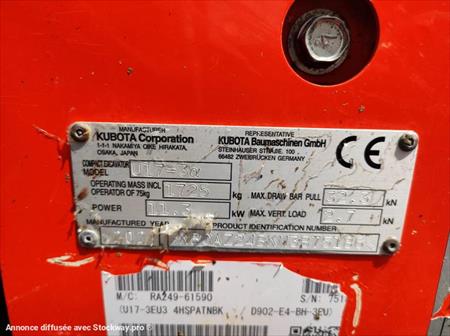 MANUFACTURER
KUBOTA Corporation
1-1-1 NAKAMIYA OIKE HIRAKATA,
OSAKA, JAPAN
REPRESENTATIVE
KUBOTA Baumaschinen GmbH
STEINHAUSER STRAßE, 100
66482 ZWEIBRÜCKEN GERMANY
CE
COMPACT EXCAVATOR
MODEL U17-3α
OPERATING MASS INCL
OPERATOR OF 75kg 1725 kg
MAX. DRAW BAR PULL kN
POWER 11.3 kW
MAX. VERT. LOAD 2.7 kN
MANUFACTURED YEAR
PRODUCT IDENTIFICATION NUMBER
M/C: RA249-61590 S/N:
(U17-3EU3 4HSPATNBK D902-E4-BH-3EU)
Annonce diffusée avec Stockway.pro ©